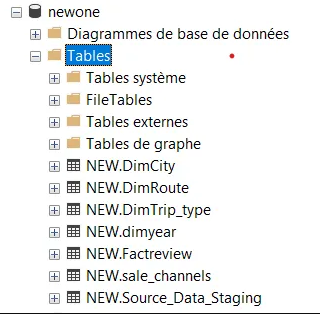 newone
Diagrammes de base de données
Tables
Tables système
FileTables
Tables externes
Tables de graphe
NEW.DimCity
NEW.DimRoute
NEW.DimTrip_type
NEW.dimyear
NEW.Factreview
NEW.sale_channels
NEW.Source_Data_Staging